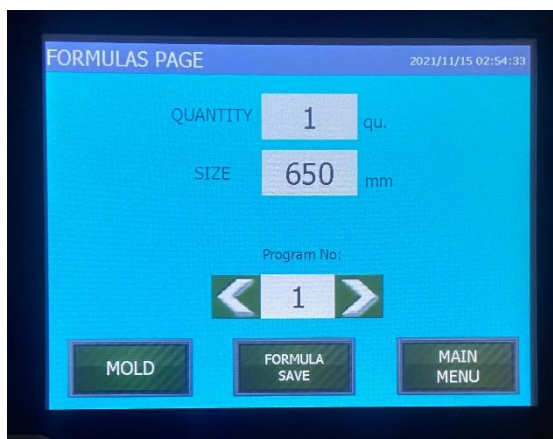 FORMULAS PAGE 2021/11/15 02:54:33
QUANTITY 1 qu.
SIZE 650 mm
Program No:
1
MOLD
FORMULA
SAVE
MAIN
MENU